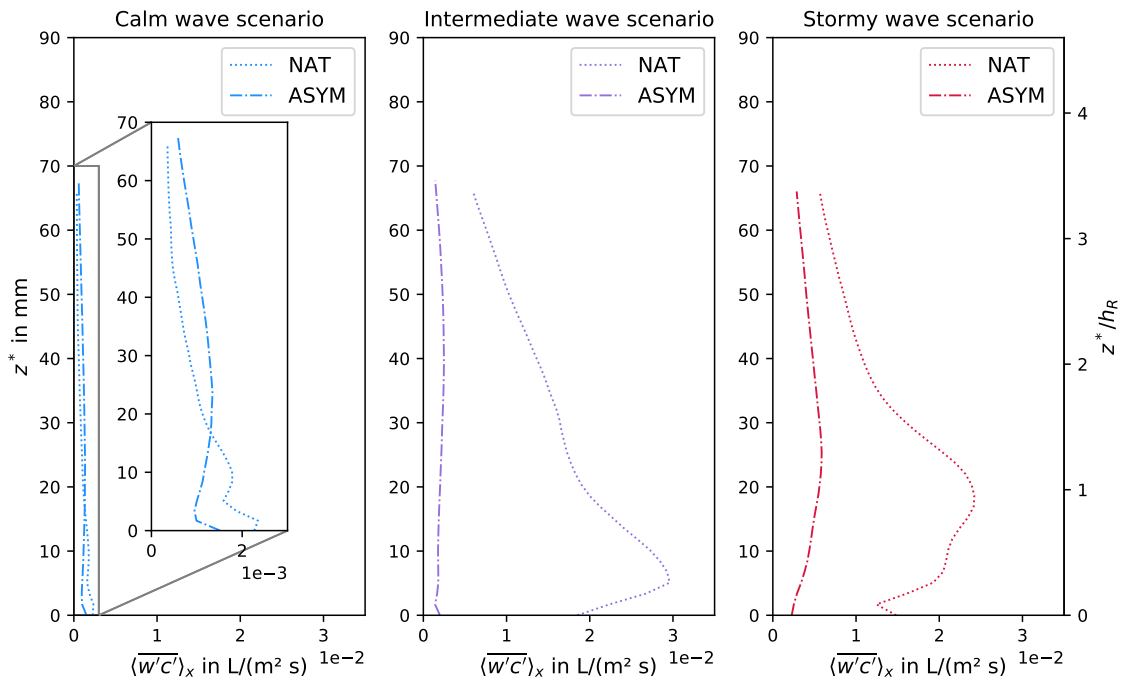 Calm wave scenario
90
80
70
60
50
40
30
20
10
0
z* in mm
NAT
ASYM
70
60
50
40
30
20
10
0
0 2
1e−3
0 1 2 3
1e−2
⟨w′c′⟩x in L/(m² s)
Intermediate wave scenario
90
80
70
60
50
40
30
20
10
0
NAT
ASYM
0 1 2 3
1e−2
⟨w′c′⟩x in L/(m² s)
Stormy wave scenario
90
80
70
60
50
40
30
20
10
0
NAT
ASYM
4
3
2
1
0
z*/hR
0 1 2 3
1e−2
⟨w′c′⟩x in L/(m² s)